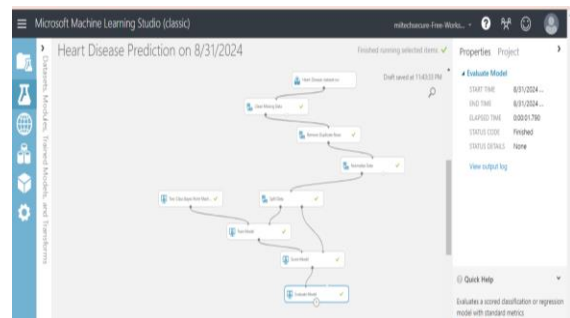 Microsoft Machine Learning Studio (classic)
mitechsecure-Free-Works...
?
Heart Disease Prediction on 8/31/2024
Finished running selected items
Draft saved at 11:43:33 PM
Datasets, Modules, Trained Models, and Transforms
Clean Missing Data
Remove Duplicate Rows
Normalize Data
Split Data
Train Model
Score Model
Evaluate Model
Properties Project
Evaluate Model
START TIME 8/31/2024 ...
END TIME 8/31/2024 ...
ELAPSED TIME 0:00:01.790
STATUS CODE Finished
STATUS DETAILS None
View output log
Quick Help
Evaluates a scored classification or regression
model with standard metrics